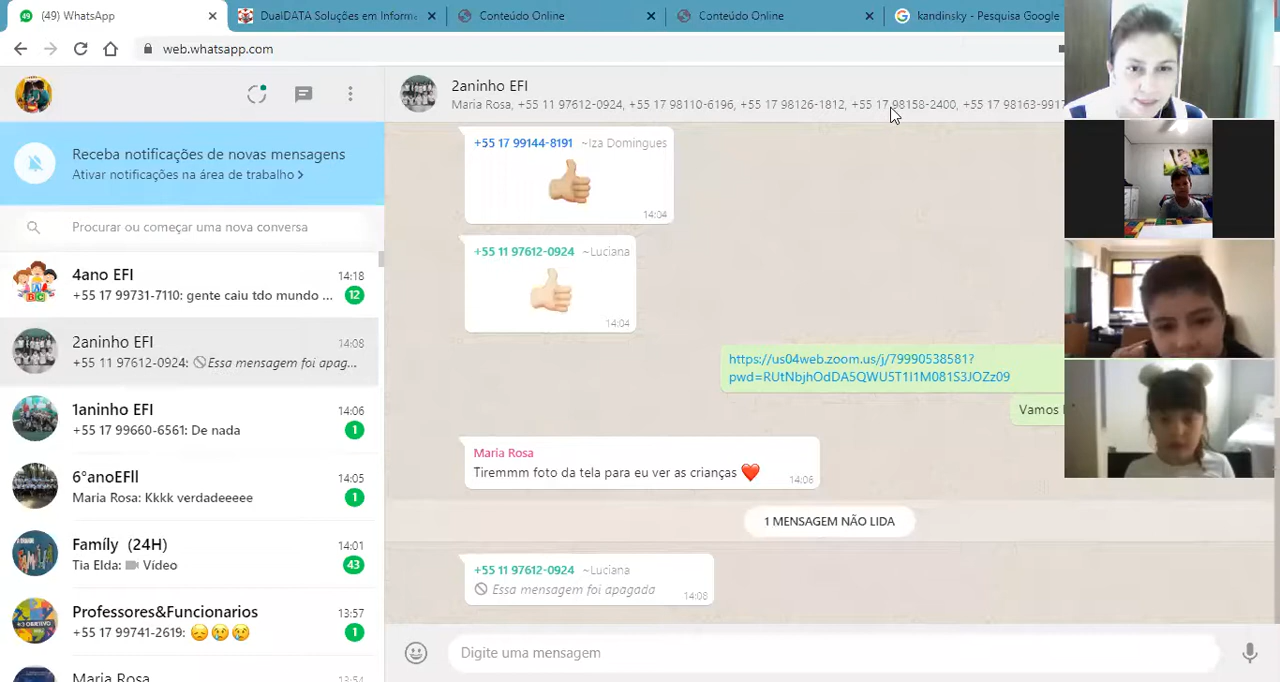 (49) WhatsApp
DualDATA Soluções em Inform
Conteúdo Online
Conteúdo Online
kandinsky - Pesquisa Google
web.whatsapp.com
2aninho EFI
Maria Rosa, +55 11 97612-0924, +55 17 98110-6196, +55 17 98126-1812, +55 17 98158-2400, +55 17 98163-9917
Receba notificações de novas mensagens
Ativar notificações na área de trabalho >
Procurar ou começar uma nova conversa
4ano EFI
14:18
+55 17 99731-7110: gente caiu tdo mundo ...
12
2aninho EFI
14:08
+55 11 97612-0924: Essa mensagem foi apag...
1aninho EFI
14:06
+55 17 99660-6561: De nada
1
6°anoEFll
14:05
Maria Rosa: Kkkk verdadeeeee
1
Famíly (24H)
14:01
Tia Elda: Vídeo
43
Professores&Funcionarios
13:57
+55 17 99741-2619: 😞😢😢
1
Maria Rosa
13:54
+55 17 99144-8191 ~Iza Domingues
14:04
+55 11 97612-0924 ~Luciana
14:04
https://us04web.zoom.us/j/79990538581?
pwd=RUtNbjhOdDA5QWU5T1I1M081S3JOZz09
Vamos
Maria Rosa
Tiremmm foto da tela para eu ver as crianças ❤️
14:06
1 MENSAGEM NÃO LIDA
+55 11 97612-0924 ~Luciana
Essa mensagem foi apagada
14:08
Digite uma mensagem